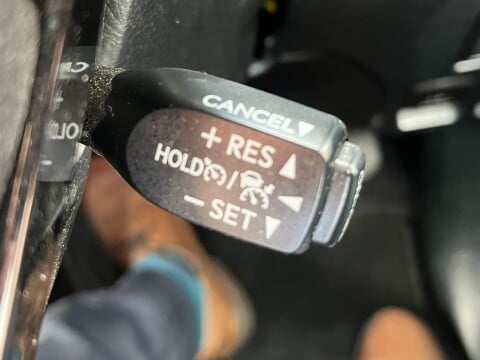 CANCEL▼
+ RES ▲
HOLD / ◀
− SET ▼